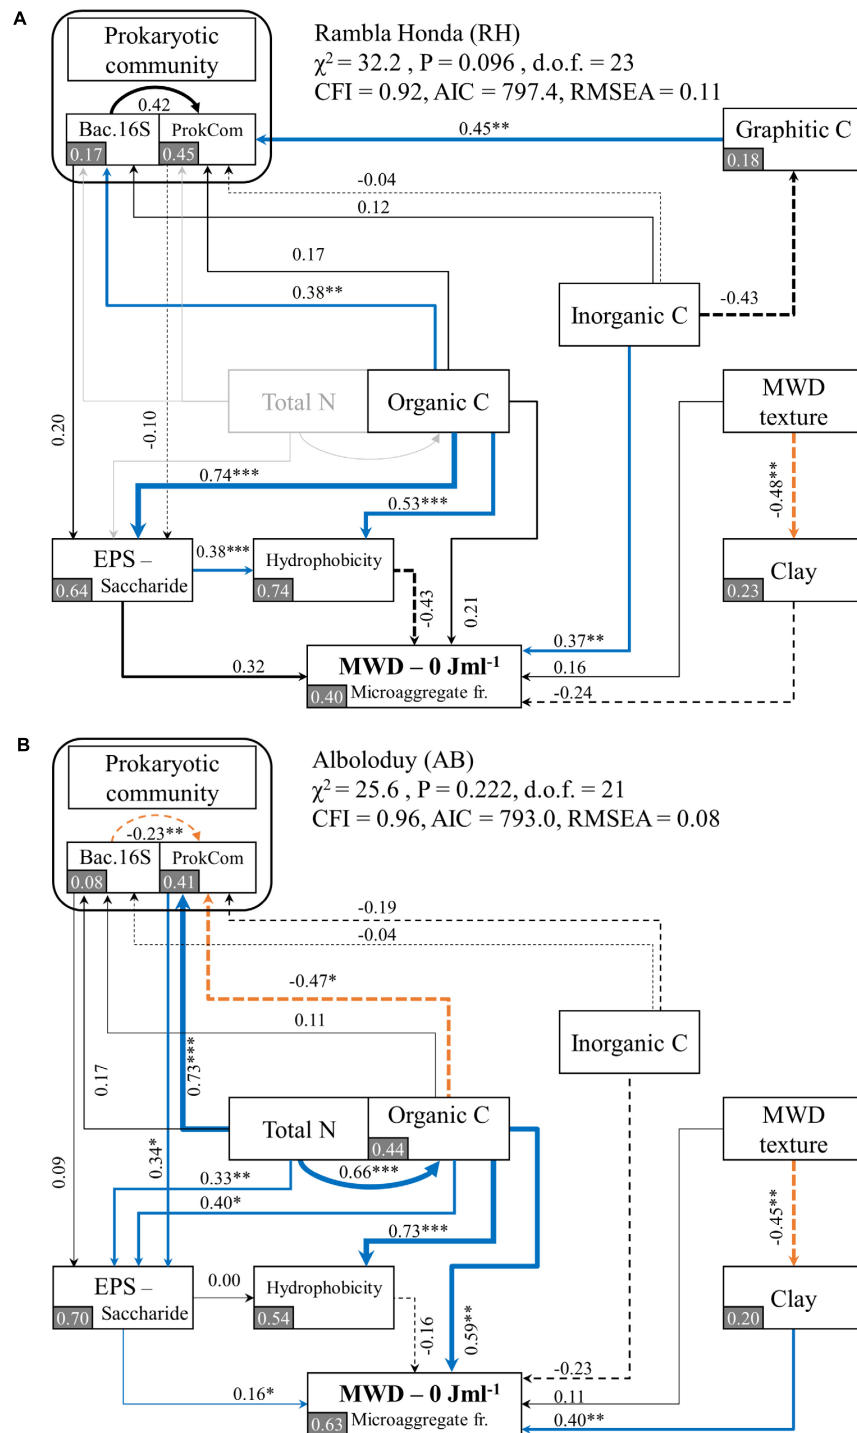 A
Prokaryotic
community
Rambla Honda (RH)
χ² = 32.2 , P = 0.096 , d.o.f. = 23
CFI = 0.92, AIC = 797.4, RMSEA = 0.11
0.42
Bac.16S
ProkCom
0.17
0.45
0.45**
Graphitic C
0.18
-0.04
0.12
0.17
0.38**
Inorganic C
-0.43
Total N
Organic C
MWD
texture
0.20
-0.10
0.74***
0.53***
-0.48**
EPS –
Saccharide
0.64
0.38***
Hydrophobicity
0.74
Clay
0.23
-0.43
0.21
0.37**
0.32
MWD – 0 Jml⁻¹
Microaggregate fr.
0.40
0.16
-0.24
B
Prokaryotic
community
Alboloduy (AB)
χ² = 25.6 , P = 0.222, d.o.f. = 21
CFI = 0.96, AIC = 793.0, RMSEA = 0.08
-0.23**
Bac.16S
ProkCom
0.08
0.41
-0.19
-0.04
-0.47*
0.11
Inorganic C
0.17
0.73***
Total N
Organic C
0.44
MWD
texture
0.09
0.34*
0.33**
0.66***
0.40*
0.73***
-0.45**
EPS –
Saccharide
0.70
0.00
Hydrophobicity
0.54
Clay
0.20
-0.16
0.59**
-0.23
0.16*
MWD – 0 Jml⁻¹
Microaggregate fr.
0.63
0.11
0.40**